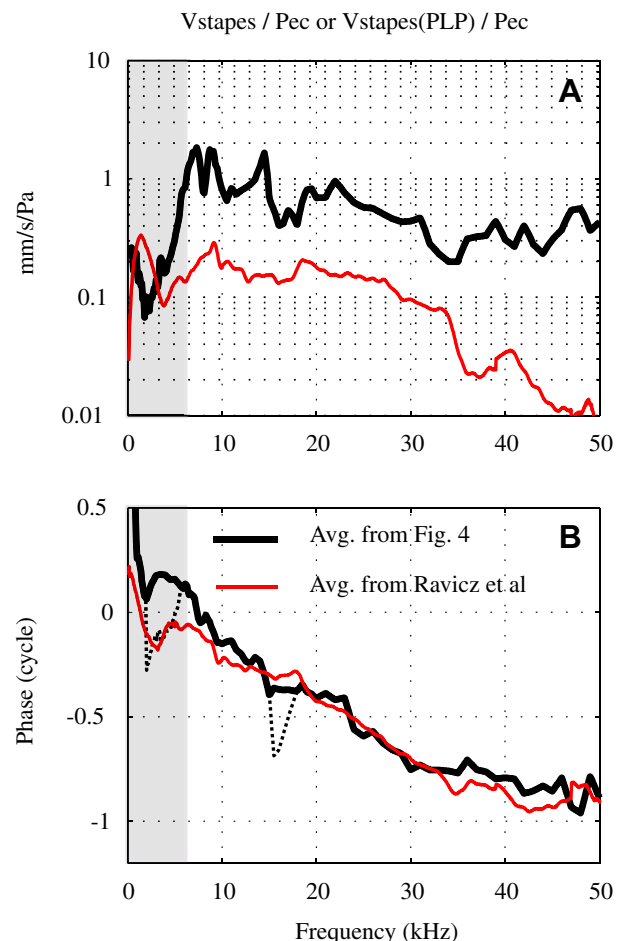 Vstapes / Pec or Vstapes(PLP) / Pec
10
A
1
mm/s/Pa
0.1
0.01
0 10 20 30 40 50
0.5
Avg. from Fig. 4
B
Avg. from Ravicz et al
0
Phase (cycle)
-0.5
-1
0 10 20 30 40 50
Frequency (kHz)